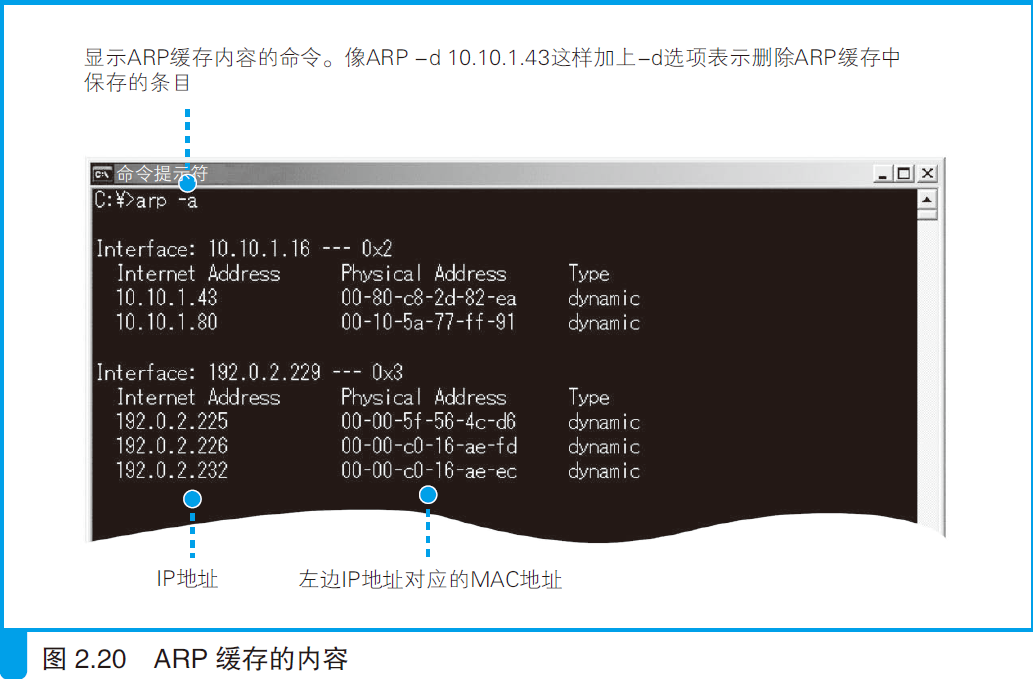 显示ARP缓存内容的命令。像ARP –d 10.10.1.43这样加上–d选项表示删除ARP缓存中
保存的条目
命令提示符
C:¥>arp -a
Interface: 10.10.1.16 --- 0x2
Internet Address Physical Address Type
10.10.1.43 00-80-c8-2d-82-ea dynamic
10.10.1.80 00-10-5a-77-ff-91 dynamic
Interface: 192.0.2.229 --- 0x3
Internet Address Physical Address Type
192.0.2.225 00-00-5f-56-4c-d6 dynamic
192.0.2.226 00-00-c0-16-ae-fd dynamic
192.0.2.232 00-00-c0-16-ae-ec dynamic
IP地址 左边IP地址对应的MAC地址
图 2.20 ARP 缓存的内容